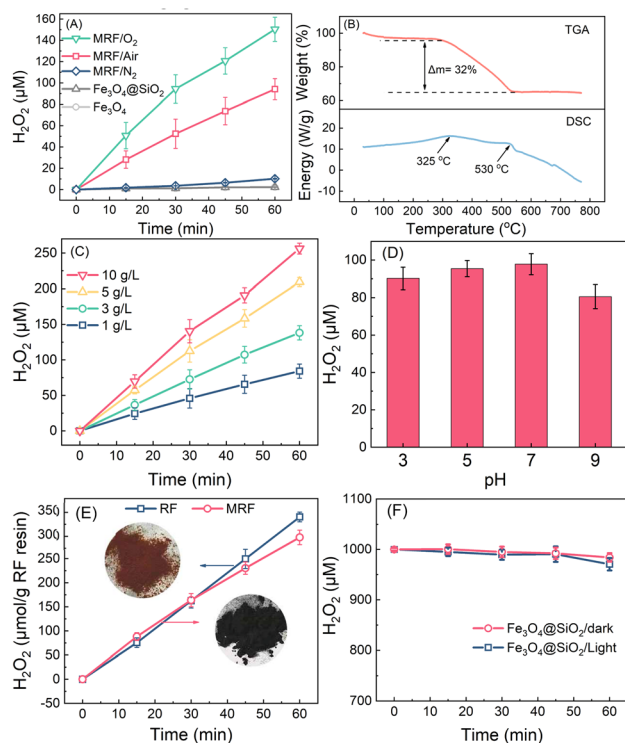 (A)
MRF/O₂
MRF/Air
MRF/N₂
Fe₃O₄@SiO₂
Fe₃O₄
160
140
120
100
80
60
40
20
0
H₂O₂ (μM)
0 15 30 45 60
Time (min)
(B)
TGA
Δm= 32%
100
80
60
Weight (%)
DSC
325 °C
530 °C
20
10
0
-10
Energy (W/g)
0 200 400 600 800
Temperature (°C)
(C)
10 g/L
5 g/L
3 g/L
1 g/L
250
200
150
100
50
0
H₂O₂ (μM)
0 10 20 30 40 50 60
Time (min)
(D)
100
80
60
40
20
0
H₂O₂ (μM)
3 5 7 9
pH
(E)
RF
MRF
350
300
250
200
150
100
50
0
-50
H₂O₂ (μmol/g RF resin)
0 10 20 30 40 50 60
Time (min)
(F)
Fe₃O₄@SiO₂/dark
Fe₃O₄@SiO₂/Light
1100
1000
900
800
700
H₂O₂ (μM)
0 10 20 30 40 50 60
Time (min)